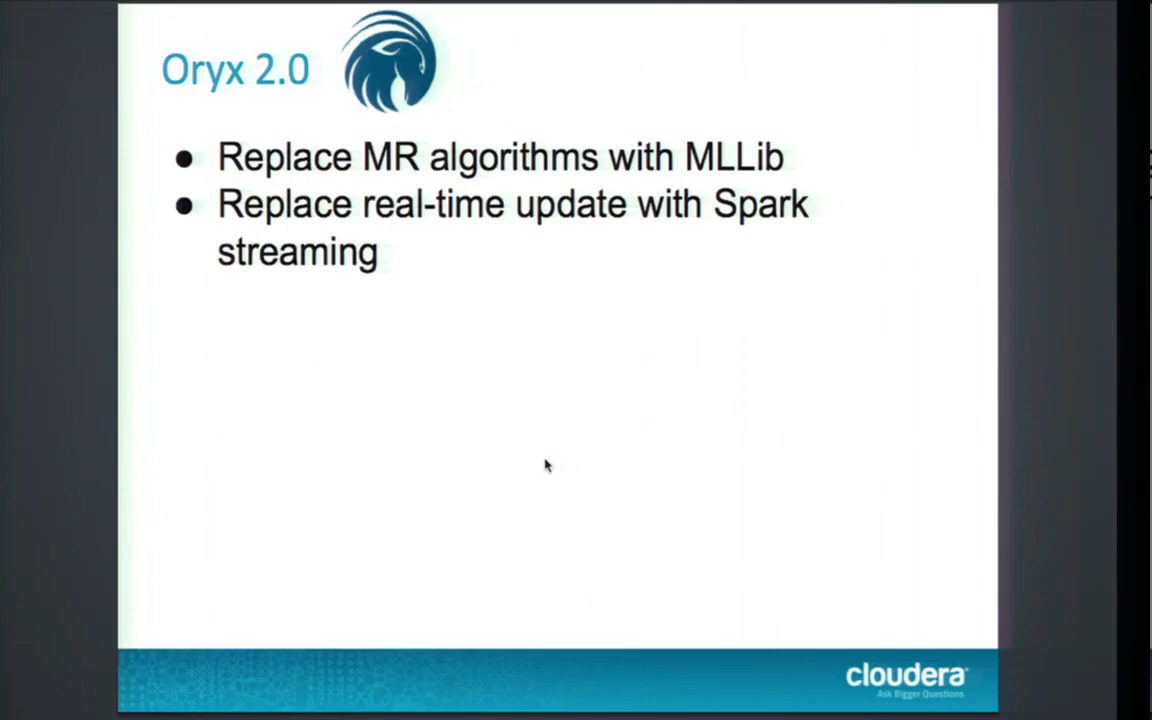 Oryx 2.0
● Replace MR algorithms with MLLib
● Replace real-time update with Spark
streaming
cloudera
Ask Bigger Questions